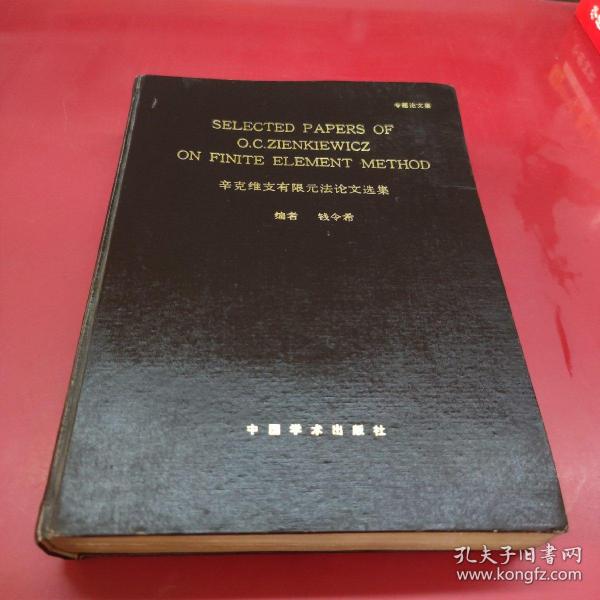 专题论文集
SELECTED PAPERS OF
O.C.ZIENKIEWICZ
ON FINITE ELEMENT METHOD
辛克维支有限元法论文选集
编者 钱令希
中国学术出版社
孔夫子旧书网
www.kongfz.com